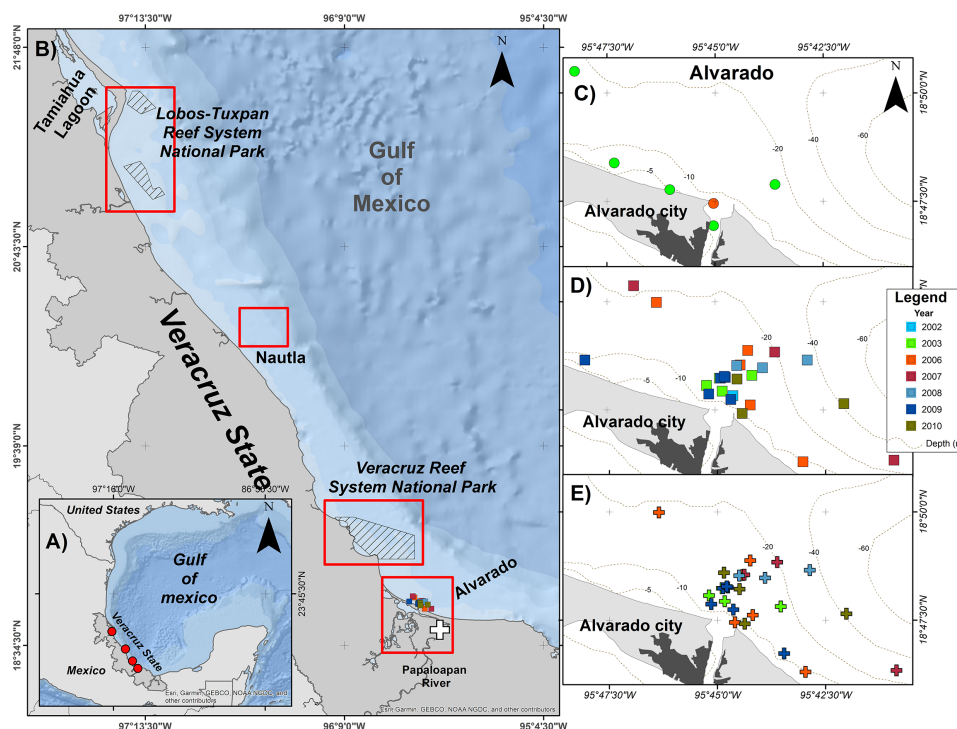 97°13'30"W
96°9'0"W
95°4'30"W
B)
N
21°48'0"N
20°43'30"N
19°39'0"N
18°34'30"N
Tamiahua
Lagoon
Lobos-Tuxpan
Reef System
National Park
Gulf
of
Mexico
Nautla
Veracruz State
Veracruz Reef
System National Park
Alvarado
Papaloapan
River
Esri Garmin, GEBCO, NOAA NGDC, and other contributors
97°13'30"W
96°9'0"W
95°4'30"W
A)
N
United States
Gulf
of
mexico
Veracruz State
Mexico
23°45'30"N
Esri, Garmin, GEBCO, NOAA NGDC, and
other contributors
95°47'30"W
95°45'0"W
95°42'30"W
Alvarado
C)
N
-5
-10
-20
-40
-60
Alvarado city
18°50'0"N
18°47'30"N
D)
-5
-10
-20
-40
Alvarado city
Legend
Year
2002
2003
2006
2007
2008
2009
2010
Depth (
E)
-5
-10
-20
-40
-60
Alvarado city
18°50'0"N
18°47'30"N
95°47'30"W
95°45'0"W
95°42'30"W